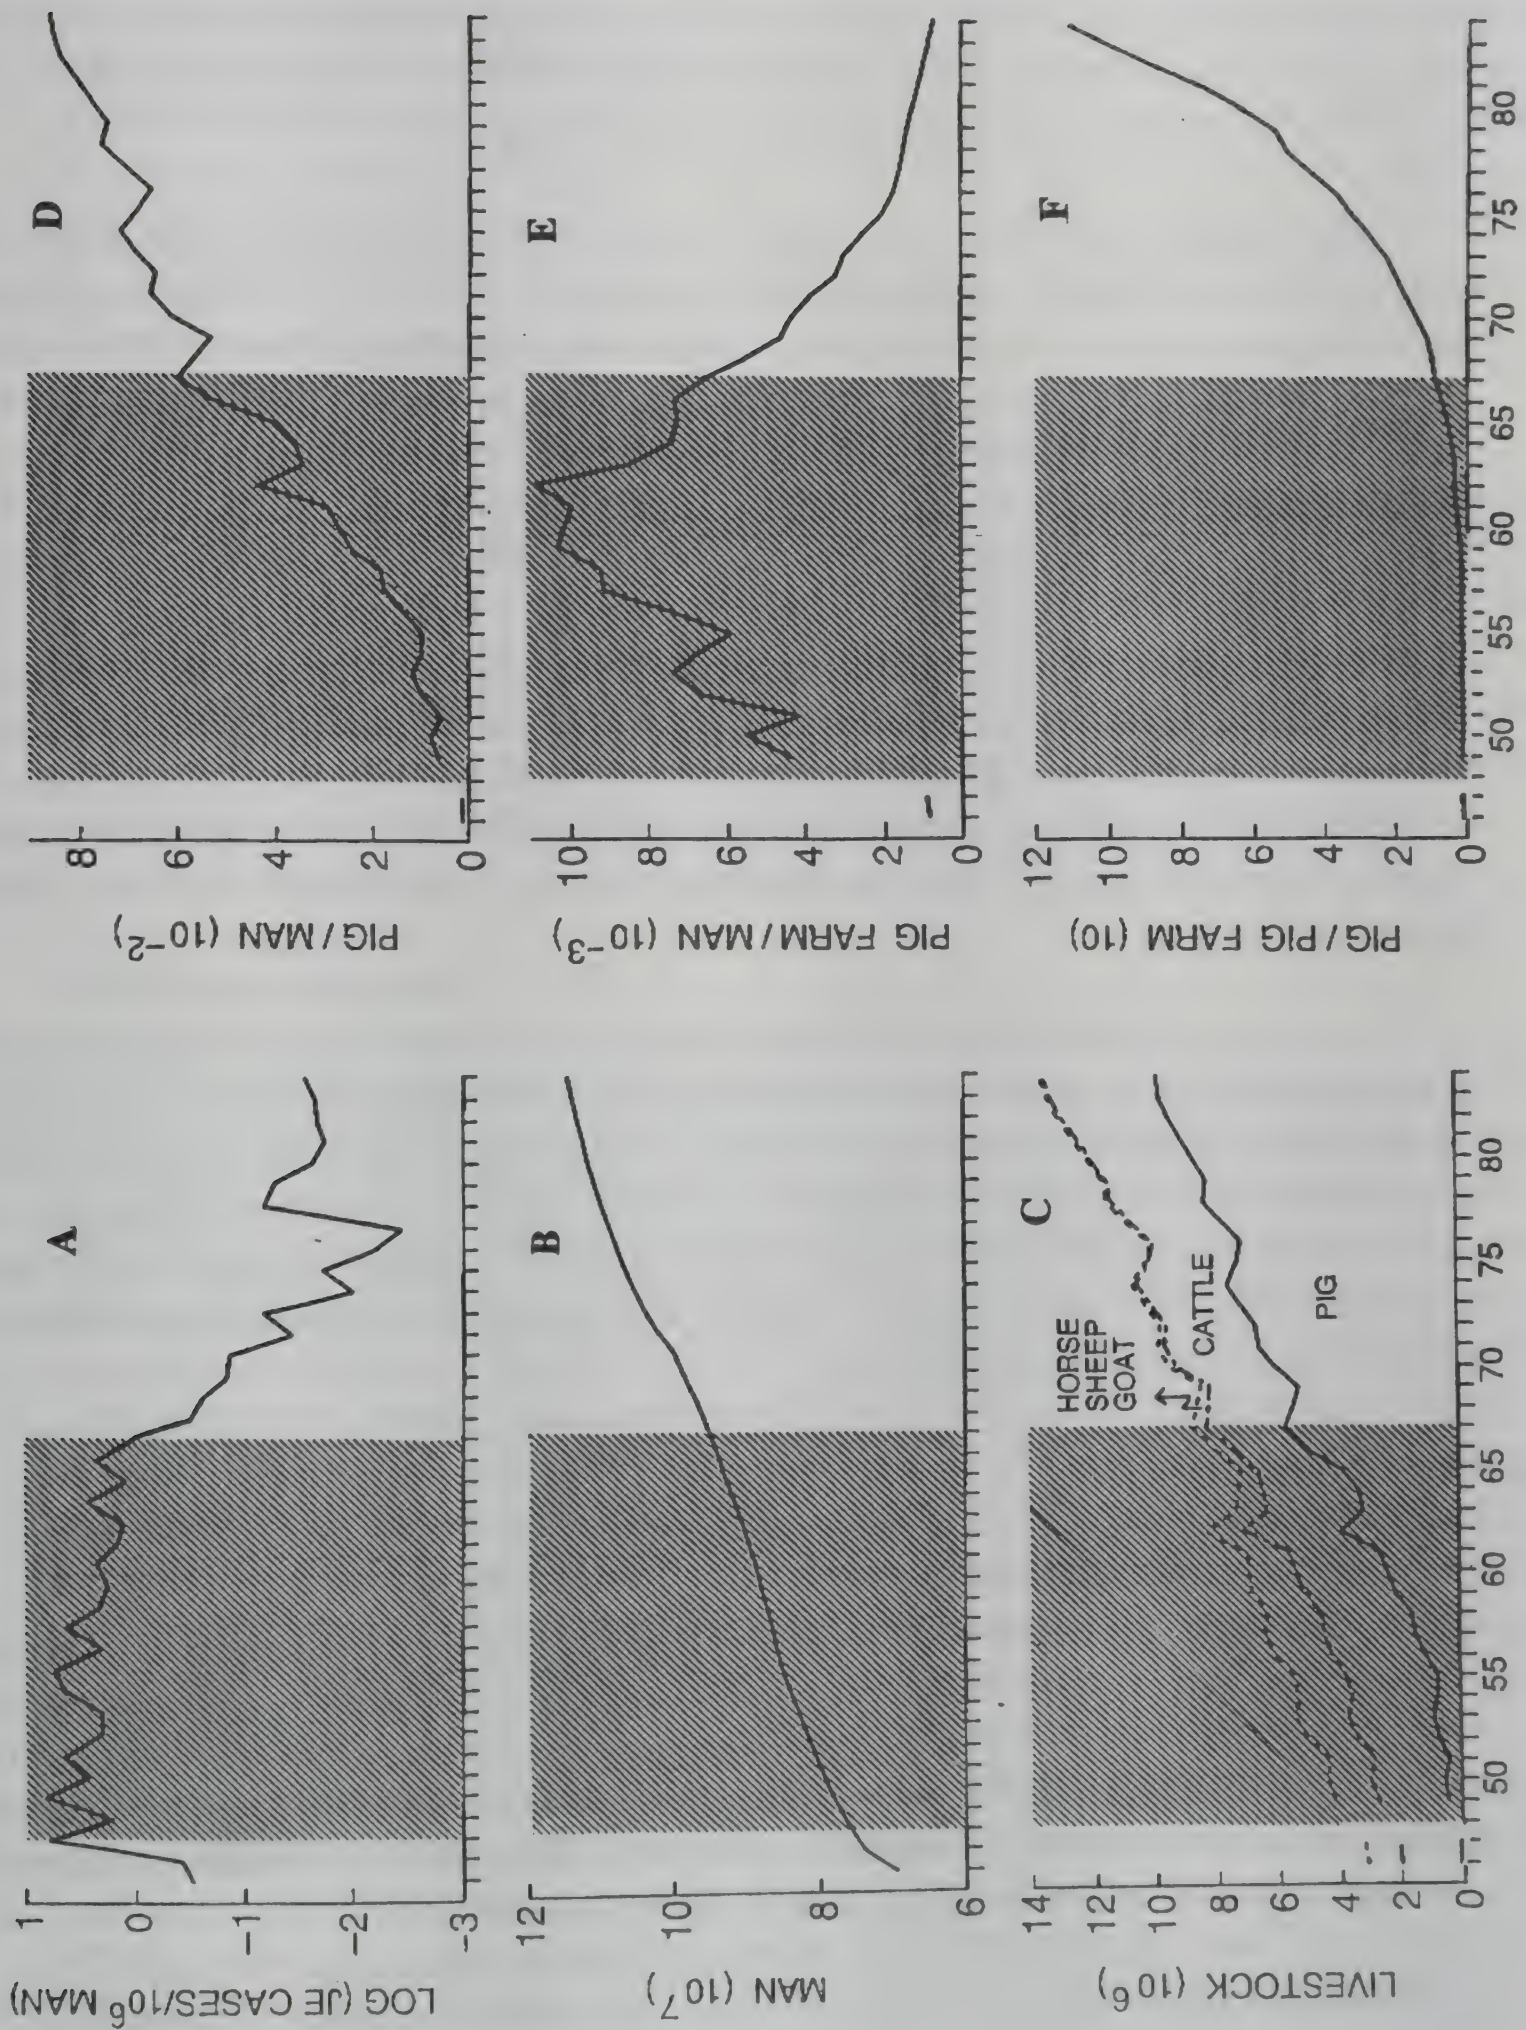 A
LOG (JE CASES/10⁶ MAN)
1
0
-1
-2
-3
B
MAN (10⁷)
12
10
8
6
C
LIVESTOCK (10⁶)
14
10
8
6
4
2
0
HORSE
SHEEP
GOAT
CATTLE
PIG
50 55 60 65 70 75 80
D
PIG / MAN (10⁻²)
8
6
4
2
0
E
PIG FARM / MAN (10⁻³)
10
8
6
4
2
0
F
PIG / PIG FARM (10)
12
10
8
6
4
2
0
50 55 60 65 70 75 80